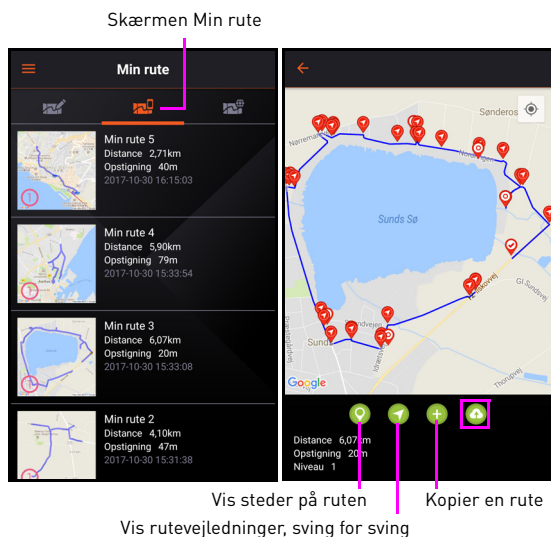 Skærmen Min rute
Min rute
Min rute 5
Distance 2,71km
Opstigning 40m
2017-10-30 16:15:03
Min rute 4
Distance 5,90km
Opstigning 79m
2017-10-30 15:33:54
Min rute 3
Distance 6,07km
Opstigning 20m
2017-10-30 15:33:08
Min rute 2
Distance 4,10km
Opstigning 47m
2017-10-30 15:31:38
Sunds Sø
Gl Sundsvej
Thorupvej
Google
Distance 6,07km
Opstigning 20m
Niveau 1
Vis steder på ruten
Kopier en rute
Vis rutevejledninger, sving for sving